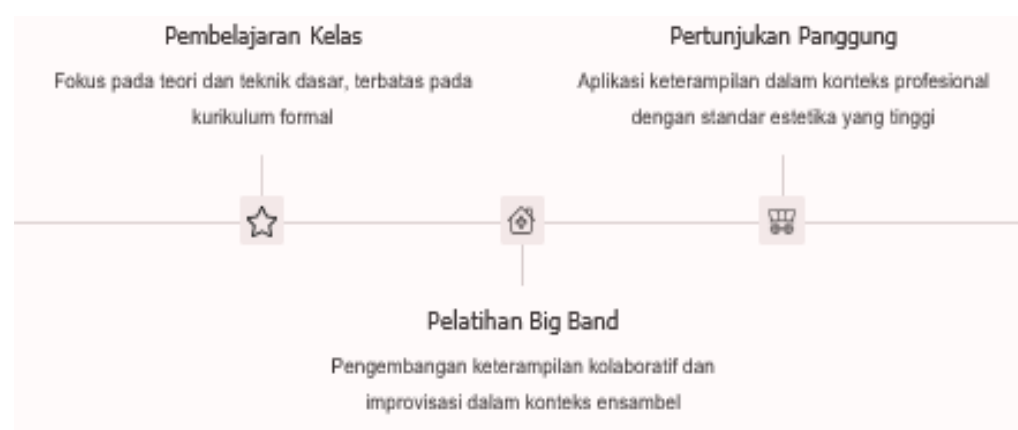 Pembelajaran Kelas
Fokus pada teori dan teknik dasar, terbatas pada
kurikulum formal
Pertunjukan Panggung
Aplikasi keterampilan dalam konteks profesional
dengan standar estetika yang tinggi
Pelatihan Big Band
Pengembangan keterampilan kolaboratif dan
improvisasi dalam konteks ensambel